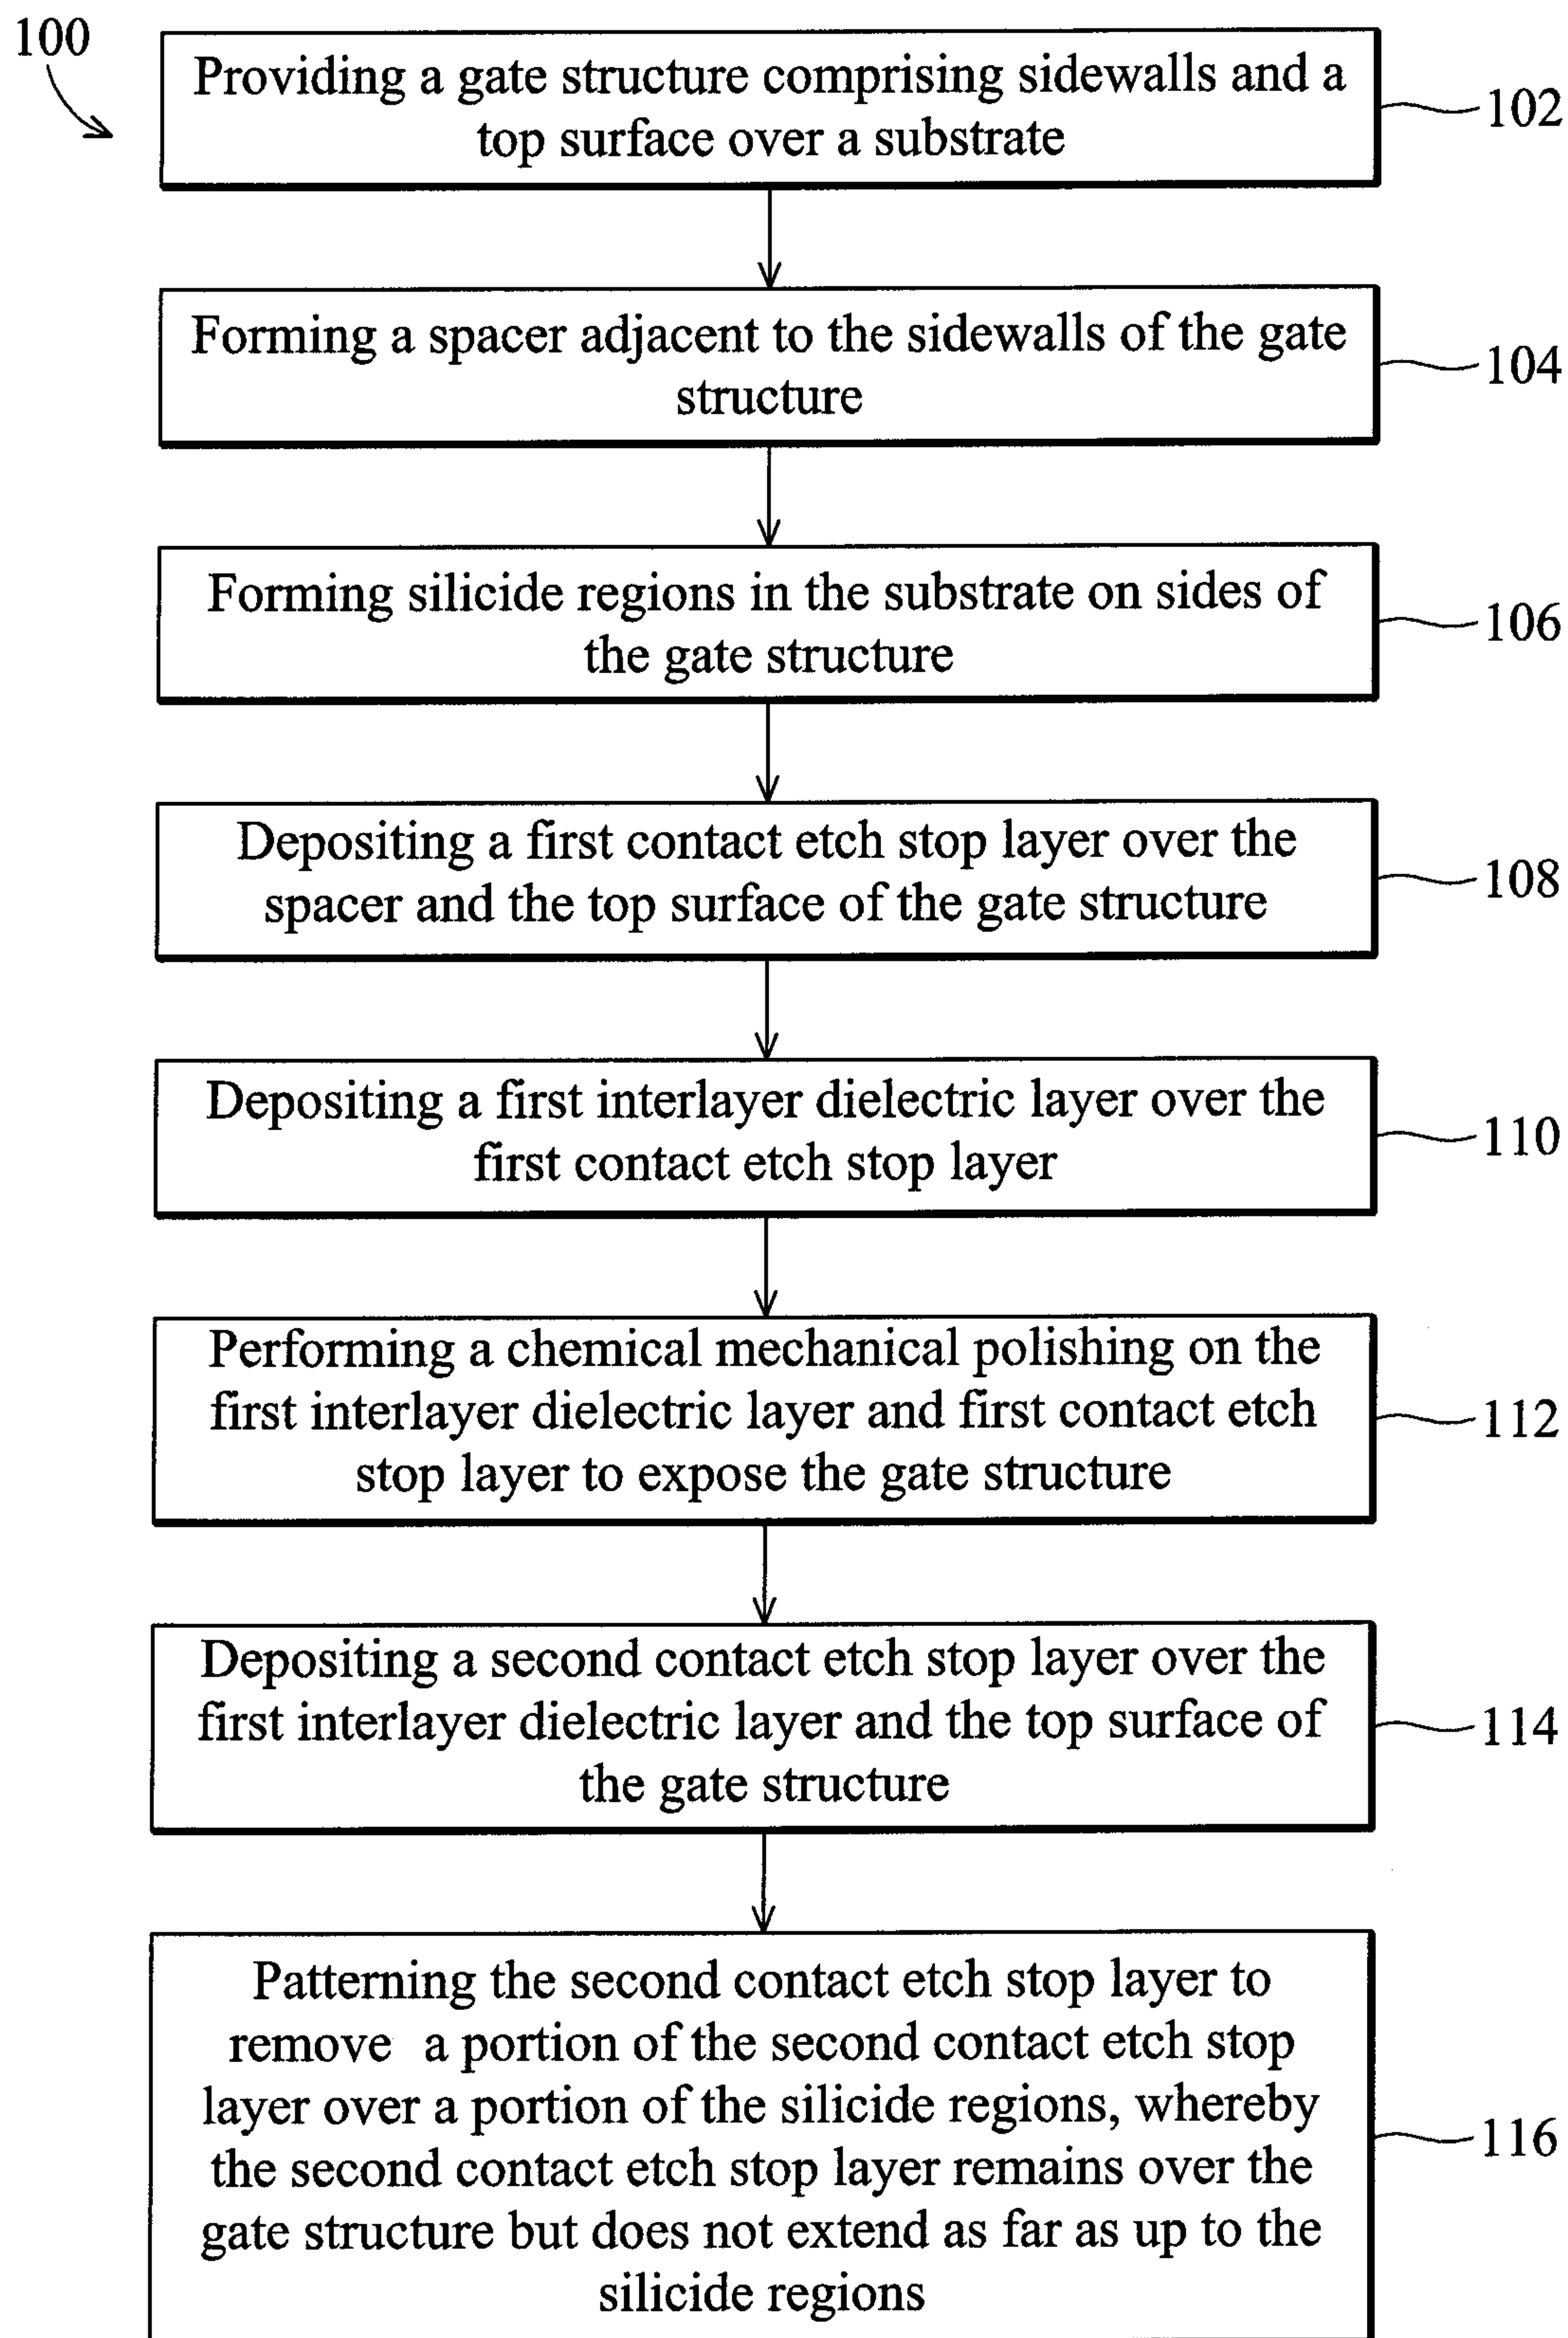 100
Providing a gate structure comprising sidewalls and a
top surface over a substrate
102
Forming a spacer adjacent to the sidewalls of the gate
structure
104
Forming silicide regions in the substrate on sides of
the gate structure
106
Depositing a first contact etch stop layer over the
spacer and the top surface of the gate structure
108
Depositing a first interlayer dielectric layer over the
first contact etch stop layer
110
Performing a chemical mechanical polishing on the
first interlayer dielectric layer and first contact etch
stop layer to expose the gate structure
112
Depositing a second contact etch stop layer over the
first interlayer dielectric layer and the top surface of
the gate structure
114
Patterning the second contact etch stop layer to
remove a portion of the second contact etch stop
layer over a portion of the silicide regions, whereby
the second contact etch stop layer remains over the
gate structure but does not extend as far as up to the
silicide regions
116